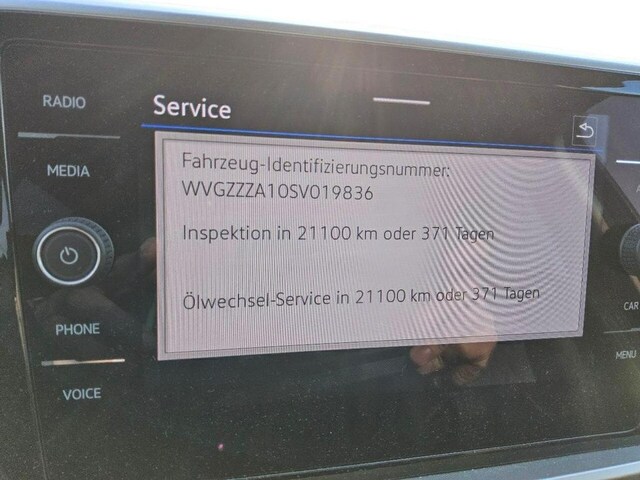 RADIO
Service
MEDIA
Fahrzeug-Identifizierungsnummer:
WVGZZZA10SV019836
Inspektion in 21100 km oder 371 Tagen
Ölwechsel-Service in 21100 km oder 371 Tagen
CAR
PHONE
MENU
VOICE